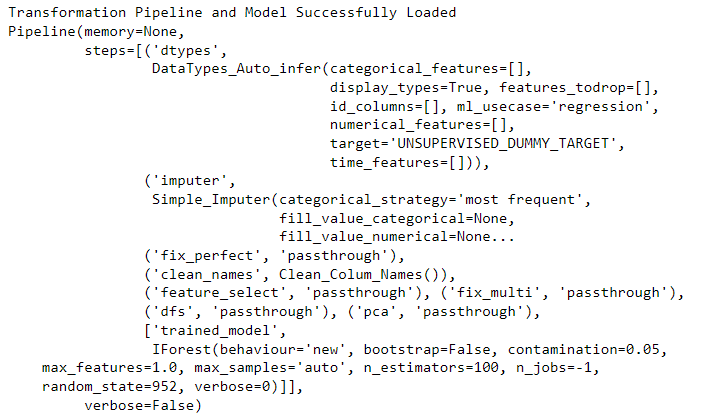 Transformation Pipeline and Model Successfully Loaded
Pipeline(memory=None,
         steps=[('dtypes',
                 DataTypes_Auto_infer(categorical_features=[],
                                      display_types=True, features_todrop=[],
                                      id_columns=[], ml_usecase='regression',
                                      numerical_features=[],
                                      target='UNSUPERVISED_DUMMY_TARGET',
                                      time_features=[])),
                ('imputer',
                 Simple_Imputer(categorical_strategy='most frequent',
                                fill_value_categorical=None,
                                fill_value_numerical=None...
                ('fix_perfect', 'passthrough'),
                ('clean_names', Clean_Colum_Names()),
                ('feature_select', 'passthrough'), ('fix_multi', 'passthrough'),
                ('dfs', 'passthrough'), ('pca', 'passthrough'),
                ['trained_model',
                 IForest(behaviour='new', bootstrap=False, contamination=0.05,
    max_features=1.0, max_samples='auto', n_estimators=100, n_jobs=-1,
    random_state=952, verbose=0)]],
         verbose=False)